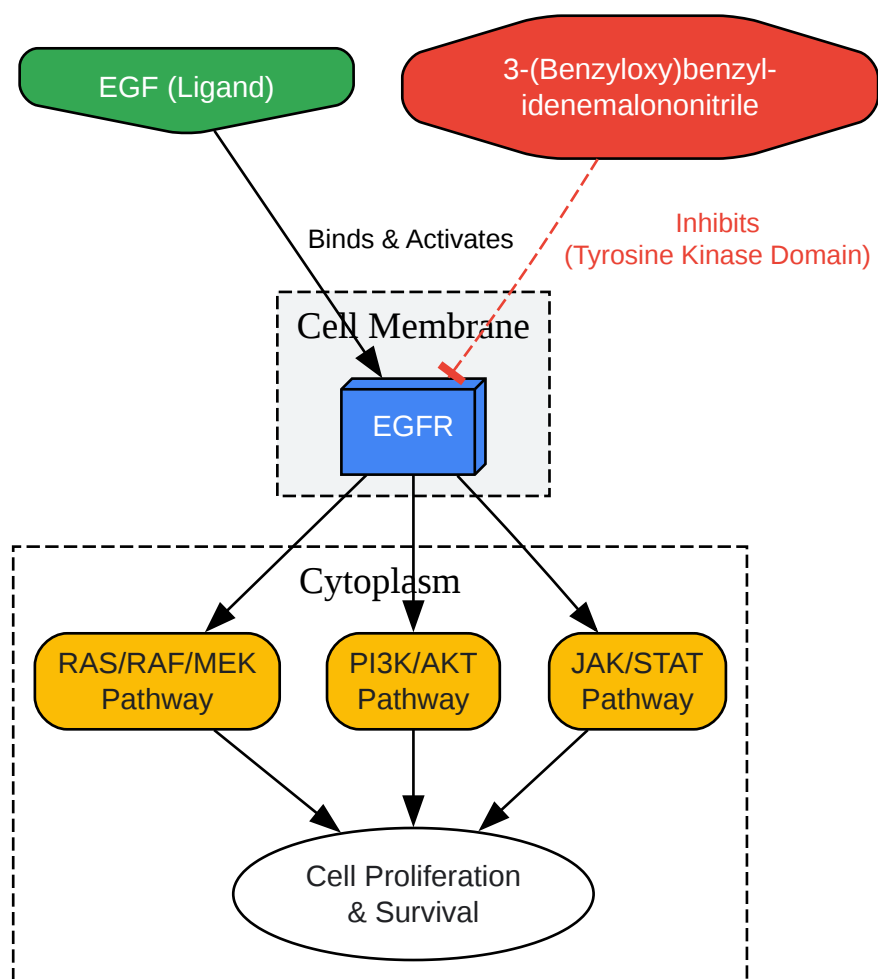 EGF (Ligand)
3-(Benzyloxy)benzyl-
idenemalononitrile
Binds & Activates
Inhibits
(Tyrosine Kinase Domain)
Cell Membrane
EGFR
Cytoplasm
RAS/RAF/MEK
Pathway
PI3K/AKT
Pathway
JAK/STAT
Pathway
Cell Proliferation
& Survival